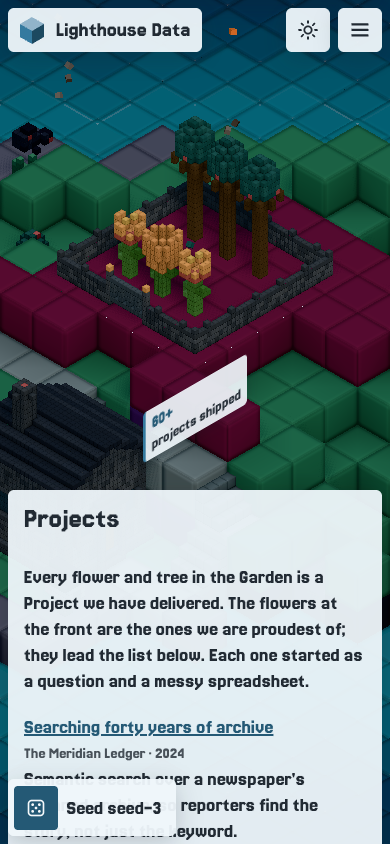 Lighthouse Data
60+
projects shipped
Projects
Every flower and tree in the Garden is a
Project we have delivered. The flowers at
the front are the ones we are proudest of;
they lead the list below. Each one started as
a question and a messy spreadsheet.
Searching forty years of archive
The Meridian Ledger · 2024
Semantic search over a newspaper's
reporters find the
Seed seed-3
story, not just the keyword.